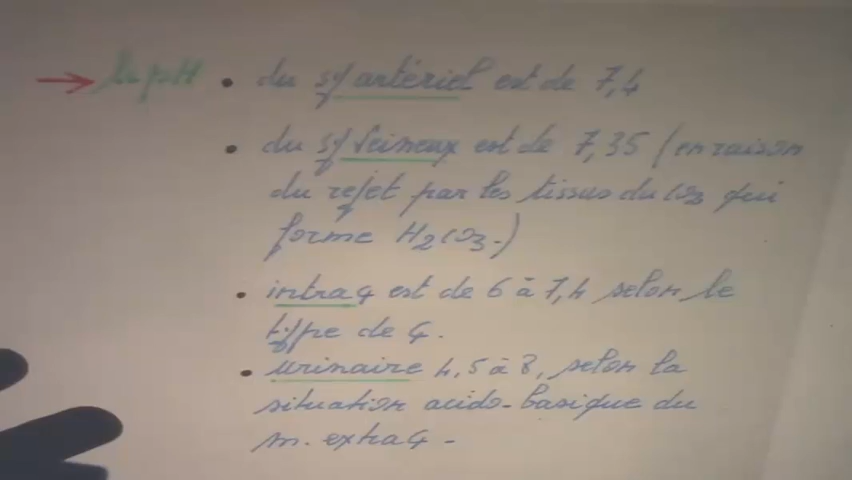 → le pH • du sg artériel est de 7,4
• du sg veineux est de 7,35 (en raison
du rejet par les tissus du CO2 qui
forme H2CO3.)
• intraç est de 6 à 7,4 selon le
type de ç.
• urinaire 4,5 à 8, selon la
situation acido-basique du
m. extraç -